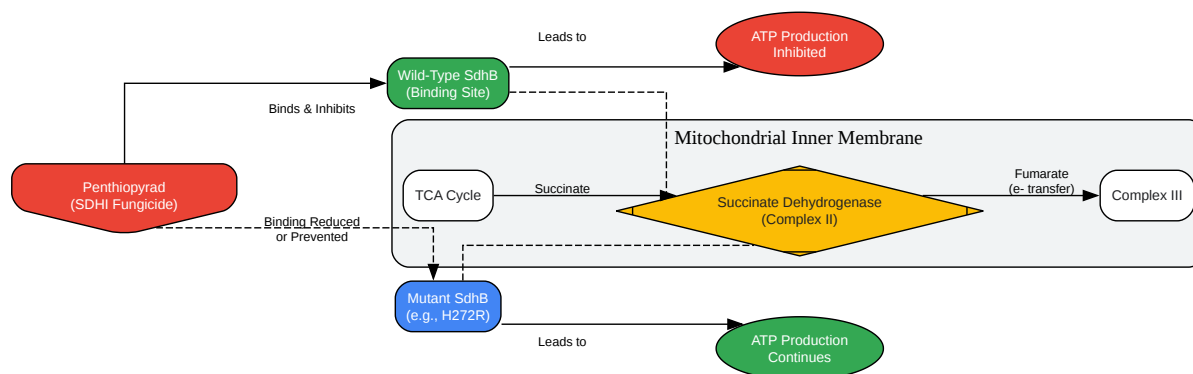 ATP Production
Inhibited
Leads to
Wild-Type SdhB
(Binding Site)
Binds & Inhibits
Mitochondrial Inner Membrane
Penthiopyrad
(SDHI Fungicide)
TCA Cycle
Succinate
Succinate Dehydrogenase
(Complex II)
Fumarate
(e- transfer)
Complex III
Binding Reduced
or Prevented
Mutant SdhB
(e.g., H272R)
Leads to
ATP Production
Continues